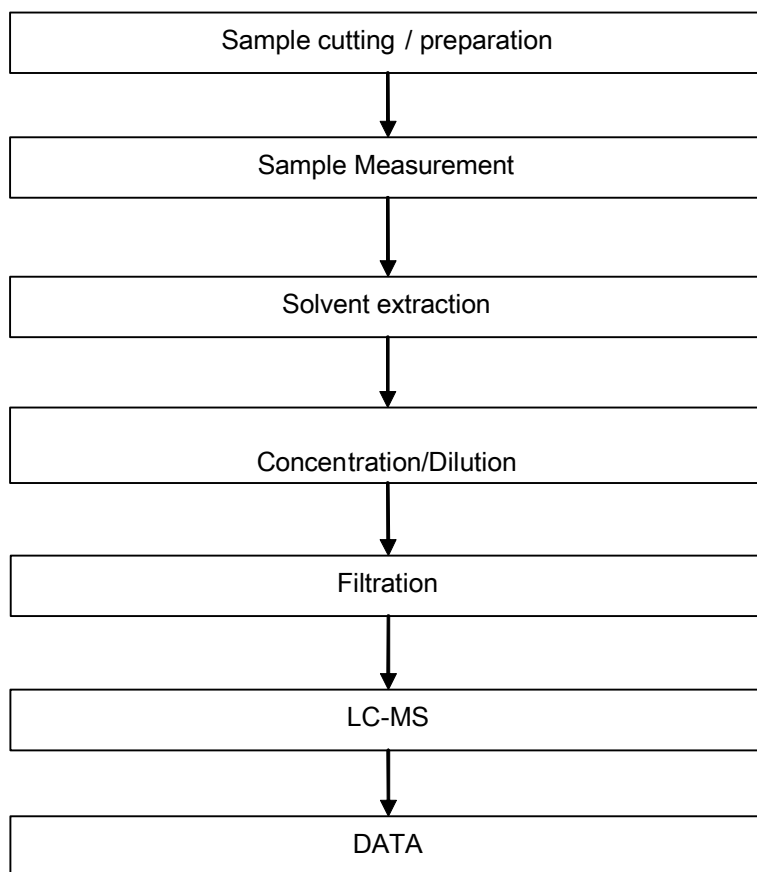 Sample cutting / preparation
Sample Measurement
Solvent extraction
Concentration/Dilution
Filtration
LC-MS
DATA